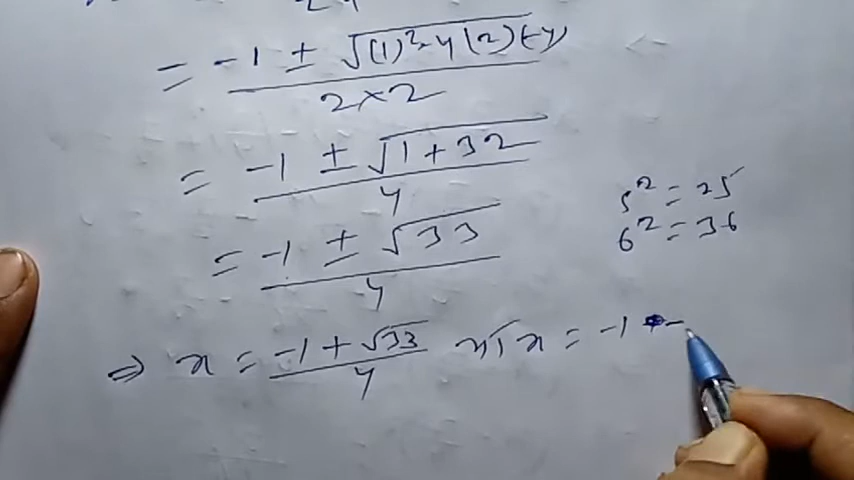 2
= -1 ± √(1)² - 4(2)(-4) / 2×2
= -1 ± √1 + 32 / 4
= -1 ± √33 / 4
5² = 25
6² = 36
⇒ x = -1 + √33 / 4 या x = -1 -